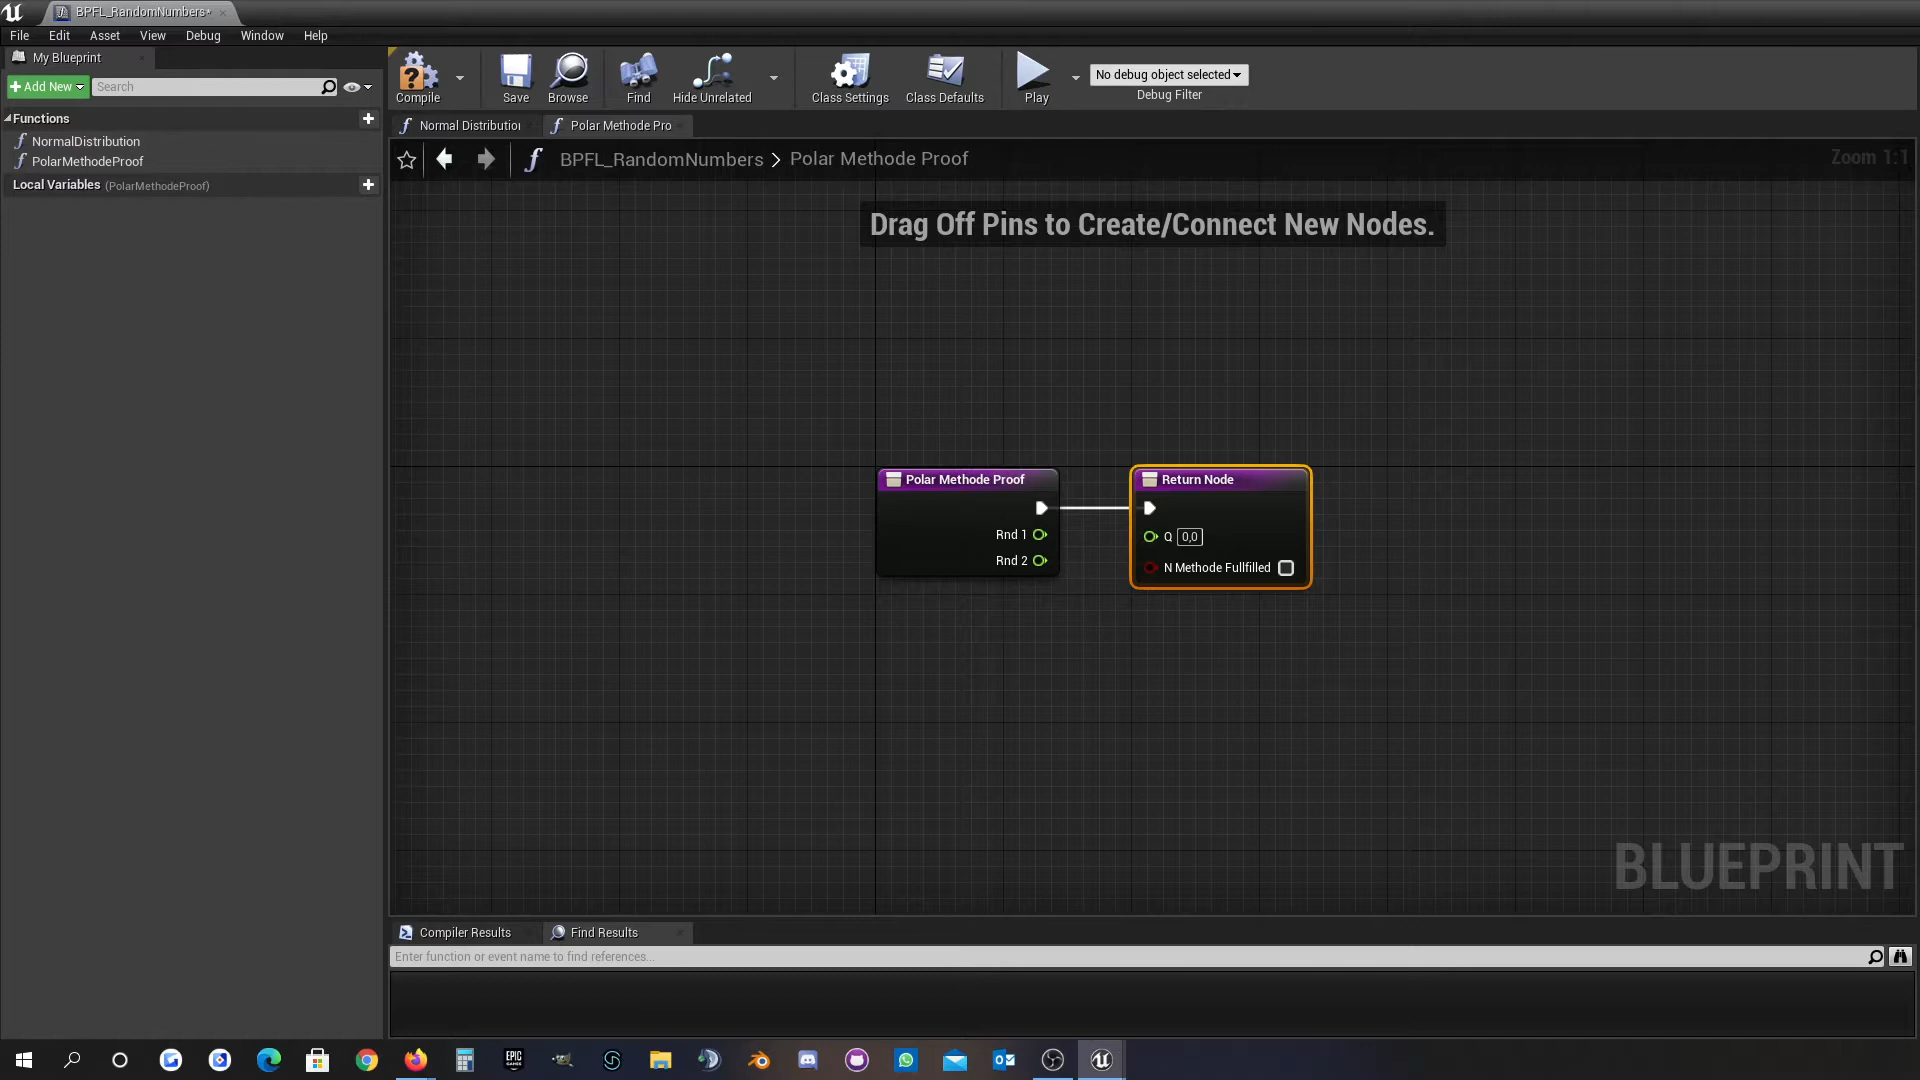 BPFL_RandomNumbers*
File Edit Asset View Debug Window Help
My Blueprint
Add New
Search
Compile
Save
Browse
Find
Hide Unrelated
Class Settings
Class Defaults
Play
No debug object selected
Debug Filter
Functions
NormalDistribution
PolarMethodeProof
Local Variables (PolarMethodeProof)
Normal Distributior
Polar Methode Pro
BPFL_RandomNumbers > Polar Methode Proof
Zoom 1:1
Drag Off Pins to Create/Connect New Nodes.
Polar Methode Proof
Rnd 1
Rnd 2
Return Node
Q 0,0
N Methode Fullfilled
BLUEPRINT
Compiler Results
Find Results
Enter function or event name to find references...
EPIC
GAMES